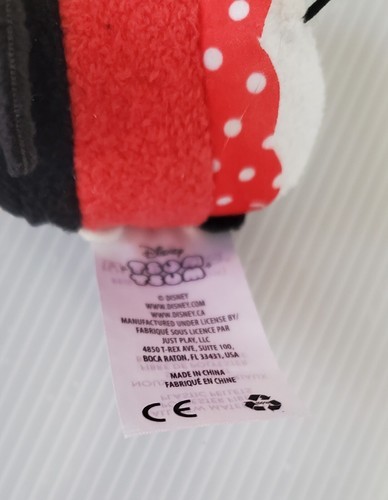 Disney
TSUM TSUM
© DISNEY
WWW.DISNEY.COM
WWW.DISNEY.CA
MANUFACTURED UNDER LICENSE BY/
FABRIQUÉ SOUS LICENCE PAR
JUST PLAY, LLC
4850 T-REX AVE, SUITE 100,
BOCA RATON, FL 33431, USA
MADE IN CHINA
FABRIQUÉ EN CHINE
CE